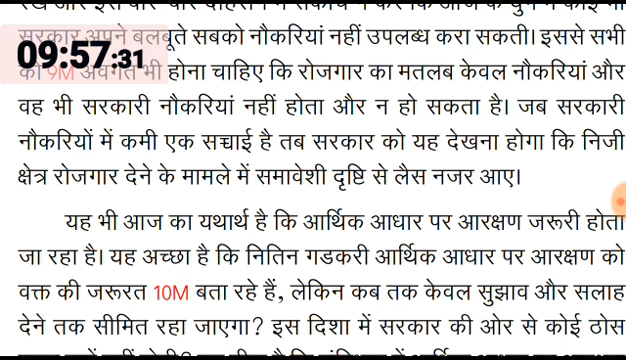 सरकार अपने बलबूते सबको नौकरियां नहीं उपलब्ध करा सकती। इससे सभी
09:57:31
को 9M अवगत भी होना चाहिए कि रोजगार का मतलब केवल नौकरियां और
वह भी सरकारी नौकरियां नहीं होता और न हो सकता है। जब सरकारी
नौकरियों में कमी एक सच्चाई है तब सरकार को यह देखना होगा कि निजी
क्षेत्र रोजगार देने के मामले में समावेशी दृष्टि से लैस नजर आए।
यह भी आज का यथार्थ है कि आर्थिक आधार पर आरक्षण जरूरी होता
जा रहा है। यह अच्छा है कि नितिन गडकरी आर्थिक आधार पर आरक्षण को
वक्त की जरूरत 10M बता रहे हैं, लेकिन कब तक केवल सुझाव और सलाह
देने तक सीमित रहा जाएगा? इस दिशा में सरकार की ओर से कोई ठोस